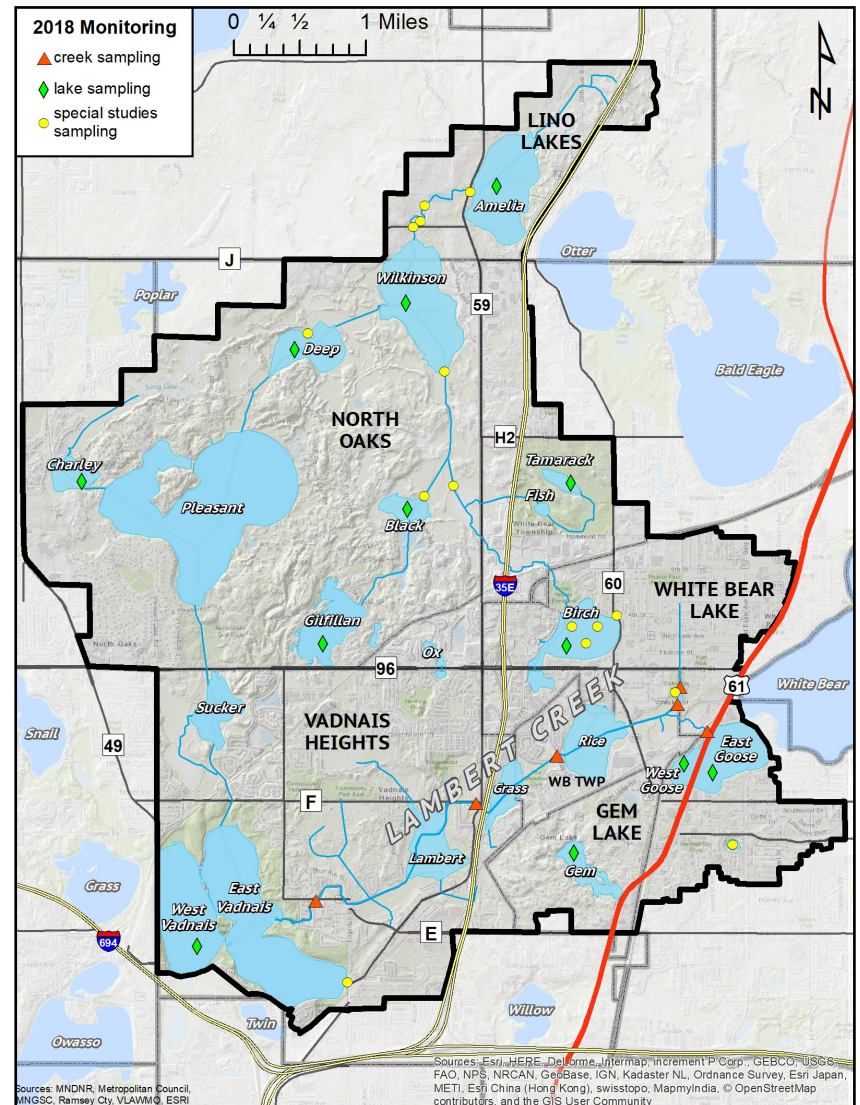 2018 Monitoring
creek sampling
lake sampling
special studies
sampling
0 ¼ ½ 1 Miles
N
LINO
LAKES
Amelia
Otter
J
Wilkinson
Poplar
59
Deep
Bald Eagle
Long Lake
NORTH
OAKS
H2
Charley
Tamarack
Pleasant
Fish
Black
White Bear
Township
35E
60
WHITE BEAR
LAKE
Gilfillan
Birch
North Oaks
Ox
96
61
White Bear
Sucker
Snail
49
VADNAIS
HEIGHTS
LAMBERT CREEK
Rice
East
Goose
West
Goose
WB TWP
Grass
F
Vadnais
Heights
GEM
LAKE
Gem Lake
Lambert
Gem
Grass
East
Vadnais
West
Vadnais
E
694
Willow
Twin
Owasso
Sources: MNDNR, Metropolitan Council,
MNGSC, Ramsey Cty, VLAWMO, ESRI
Sources: Esri, HERE, DeLorme, Intermap, increment P Corp., GEBCO, USGS,
FAO, NPS, NRCAN, GeoBase, IGN, Kadaster NL, Ordnance Survey, Esri Japan,
METI, Esri China (Hong Kong), swisstopo, MapmyIndia, © OpenStreetMap
contributors, and the GIS User Community